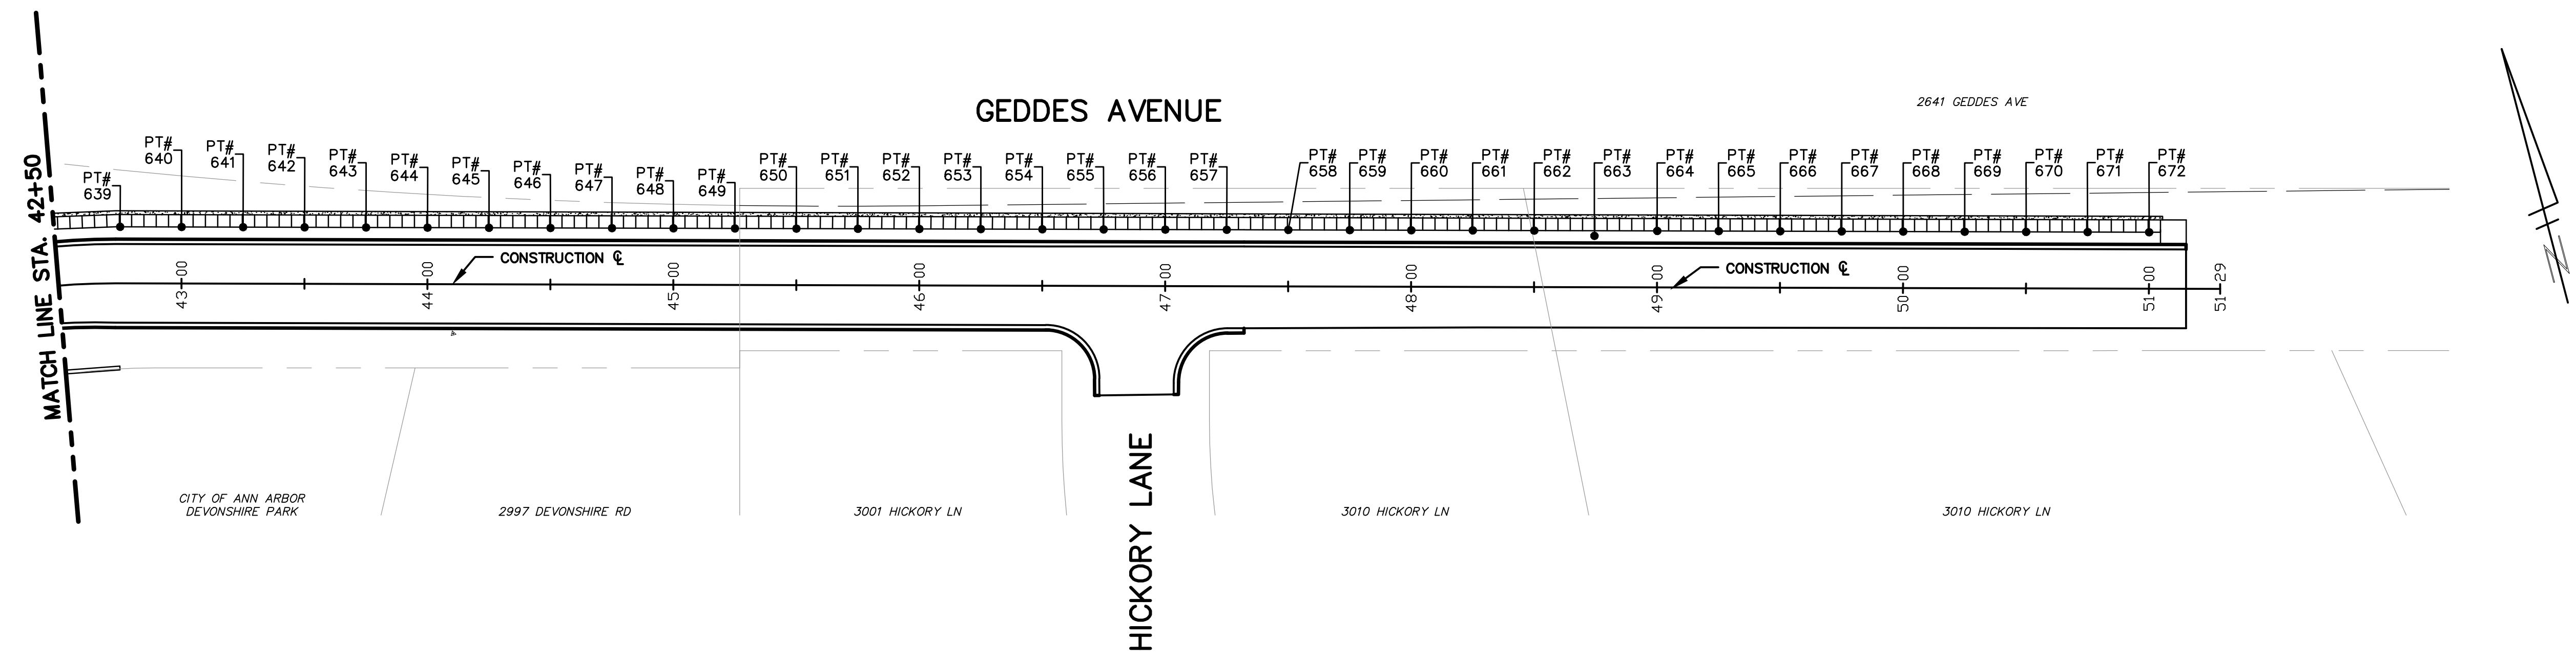 GEDDES AVENUE
2641 GEDDES AVE
MATCH LINE STA. 42+50
PT#
639
PT#
640
PT#
641
PT#
642
PT#
643
PT#
644
PT#
645
PT#
646
PT#
647
PT#
648
PT#
649
PT#
650
PT#
651
PT#
652
PT#
653
PT#
654
PT#
655
PT#
656
PT#
657
PT#
658
PT#
659
PT#
660
PT#
661
PT#
662
PT#
663
PT#
664
PT#
665
PT#
666
PT#
667
PT#
668
PT#
669
PT#
670
PT#
671
PT#
672
CONSTRUCTION ℄
CONSTRUCTION ℄
43+00
44+00
45+00
46+00
47+00
48+00
49+00
50+00
51+00
51+29
HICKORY LANE
CITY OF ANN ARBOR
DEVONSHIRE PARK
2997 DEVONSHIRE RD
3001 HICKORY LN
3010 HICKORY LN
3010 HICKORY LN
N